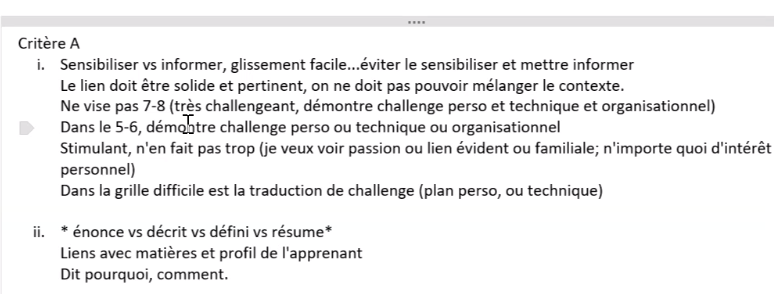 Critère A
i. Sensibiliser vs informer, glissement facile...éviter le sensibiliser et mettre informer
Le lien doit être solide et pertinent, on ne doit pas pouvoir mélanger le contexte.
Ne vise pas 7-8 (très challengeant, démontre challenge perso et technique et organisationnel)
Dans le 5-6, démontre challenge perso ou technique ou organisationnel
Stimulant, n'en fait pas trop (je veux voir passion ou lien évident ou familiale; n'importe quoi d'intérêt
personnel)
Dans la grille difficile est la traduction de challenge (plan perso, ou technique)
ii. * énonce vs décrit vs défini vs résume*
Liens avec matières et profil de l'apprenant
Dit pourquoi, comment.